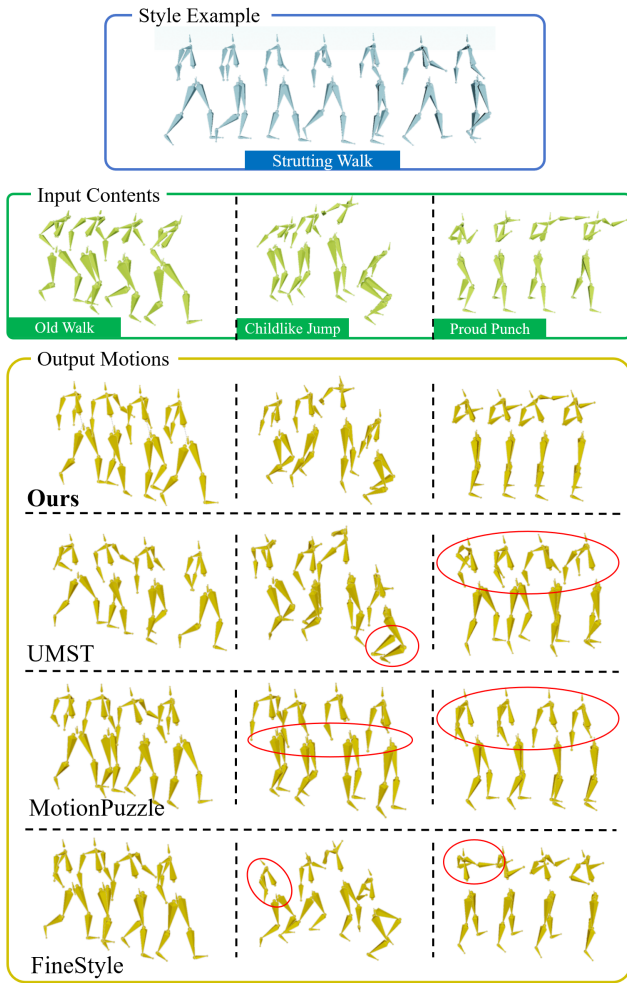 Style Example
Strutting Walk
Input Contents
Old Walk
Childlike Jump
Proud Punch
Output Motions
Ours
UMST
MotionPuzzle
FineStyle